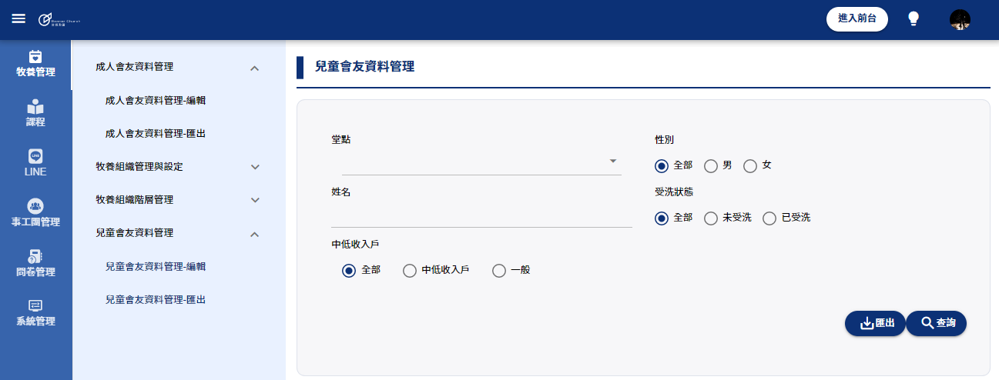 進入前台
牧養管理
課程
LINE
事工團管理
問卷管理
系統管理
成人會友資料管理
成人會友資料管理-編輯
成人會友資料管理-匯出
牧養組織管理與設定
牧養組織階層管理
兒童會友資料管理
兒童會友資料管理-編輯
兒童會友資料管理-匯出
兒童會友資料管理
堂點
性別
全部 男 女
姓名
受洗狀態
全部 未受洗 已受洗
中低收入戶
全部 中低收入戶 一般
匯出 查詢